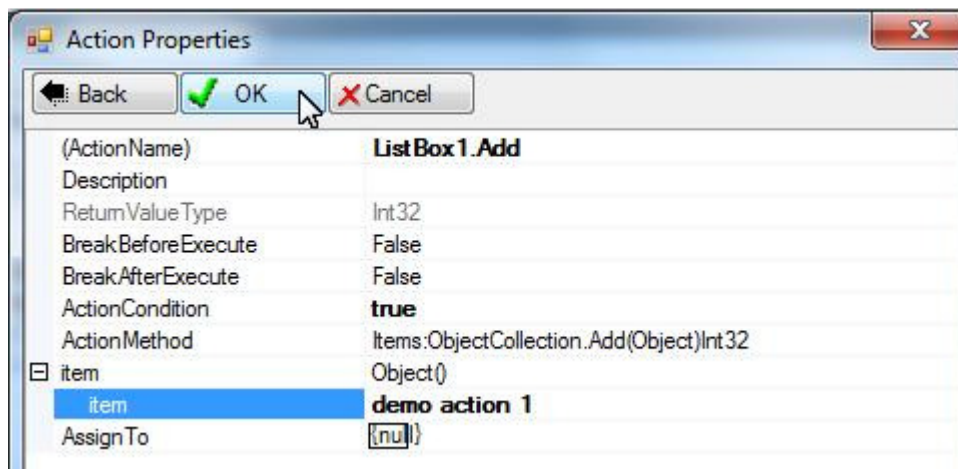 Action Properties
Back OK Cancel
(ActionName) ListBox1.Add
Description
ReturnValueType Int32
BreakBeforeExecute False
BreakAfterExecute False
ActionCondition true
ActionMethod Items:ObjectCollection.Add(Object)Int32
item Object()
item demo action 1
AssignTo {null}